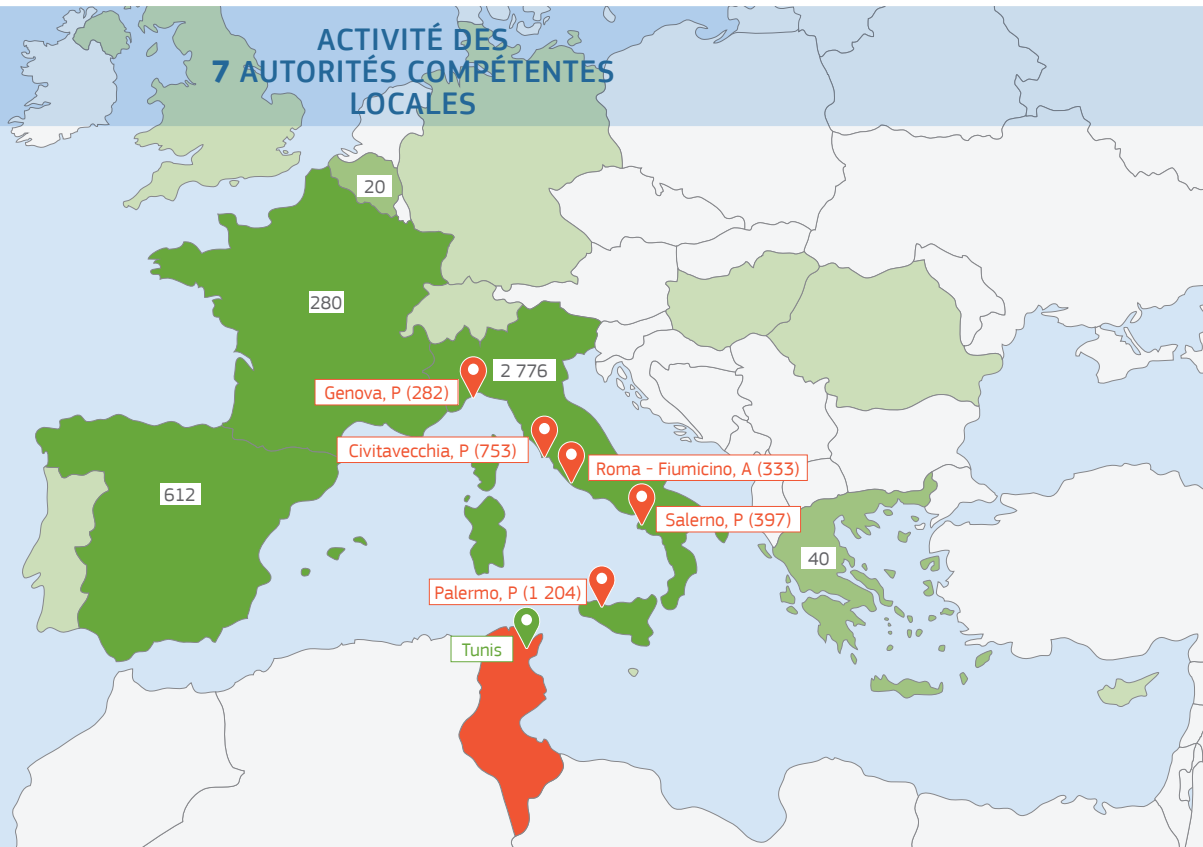 ACTIVITÉ DES
7 AUTORITÉS COMPÉTENTES
LOCALES
20
280
2 776
Genova, P (282)
Civitavecchia, P (753)
Roma - Fiumicino, A (333)
612
Salerno, P (397)
40
Palermo, P (1 204)
Tunis